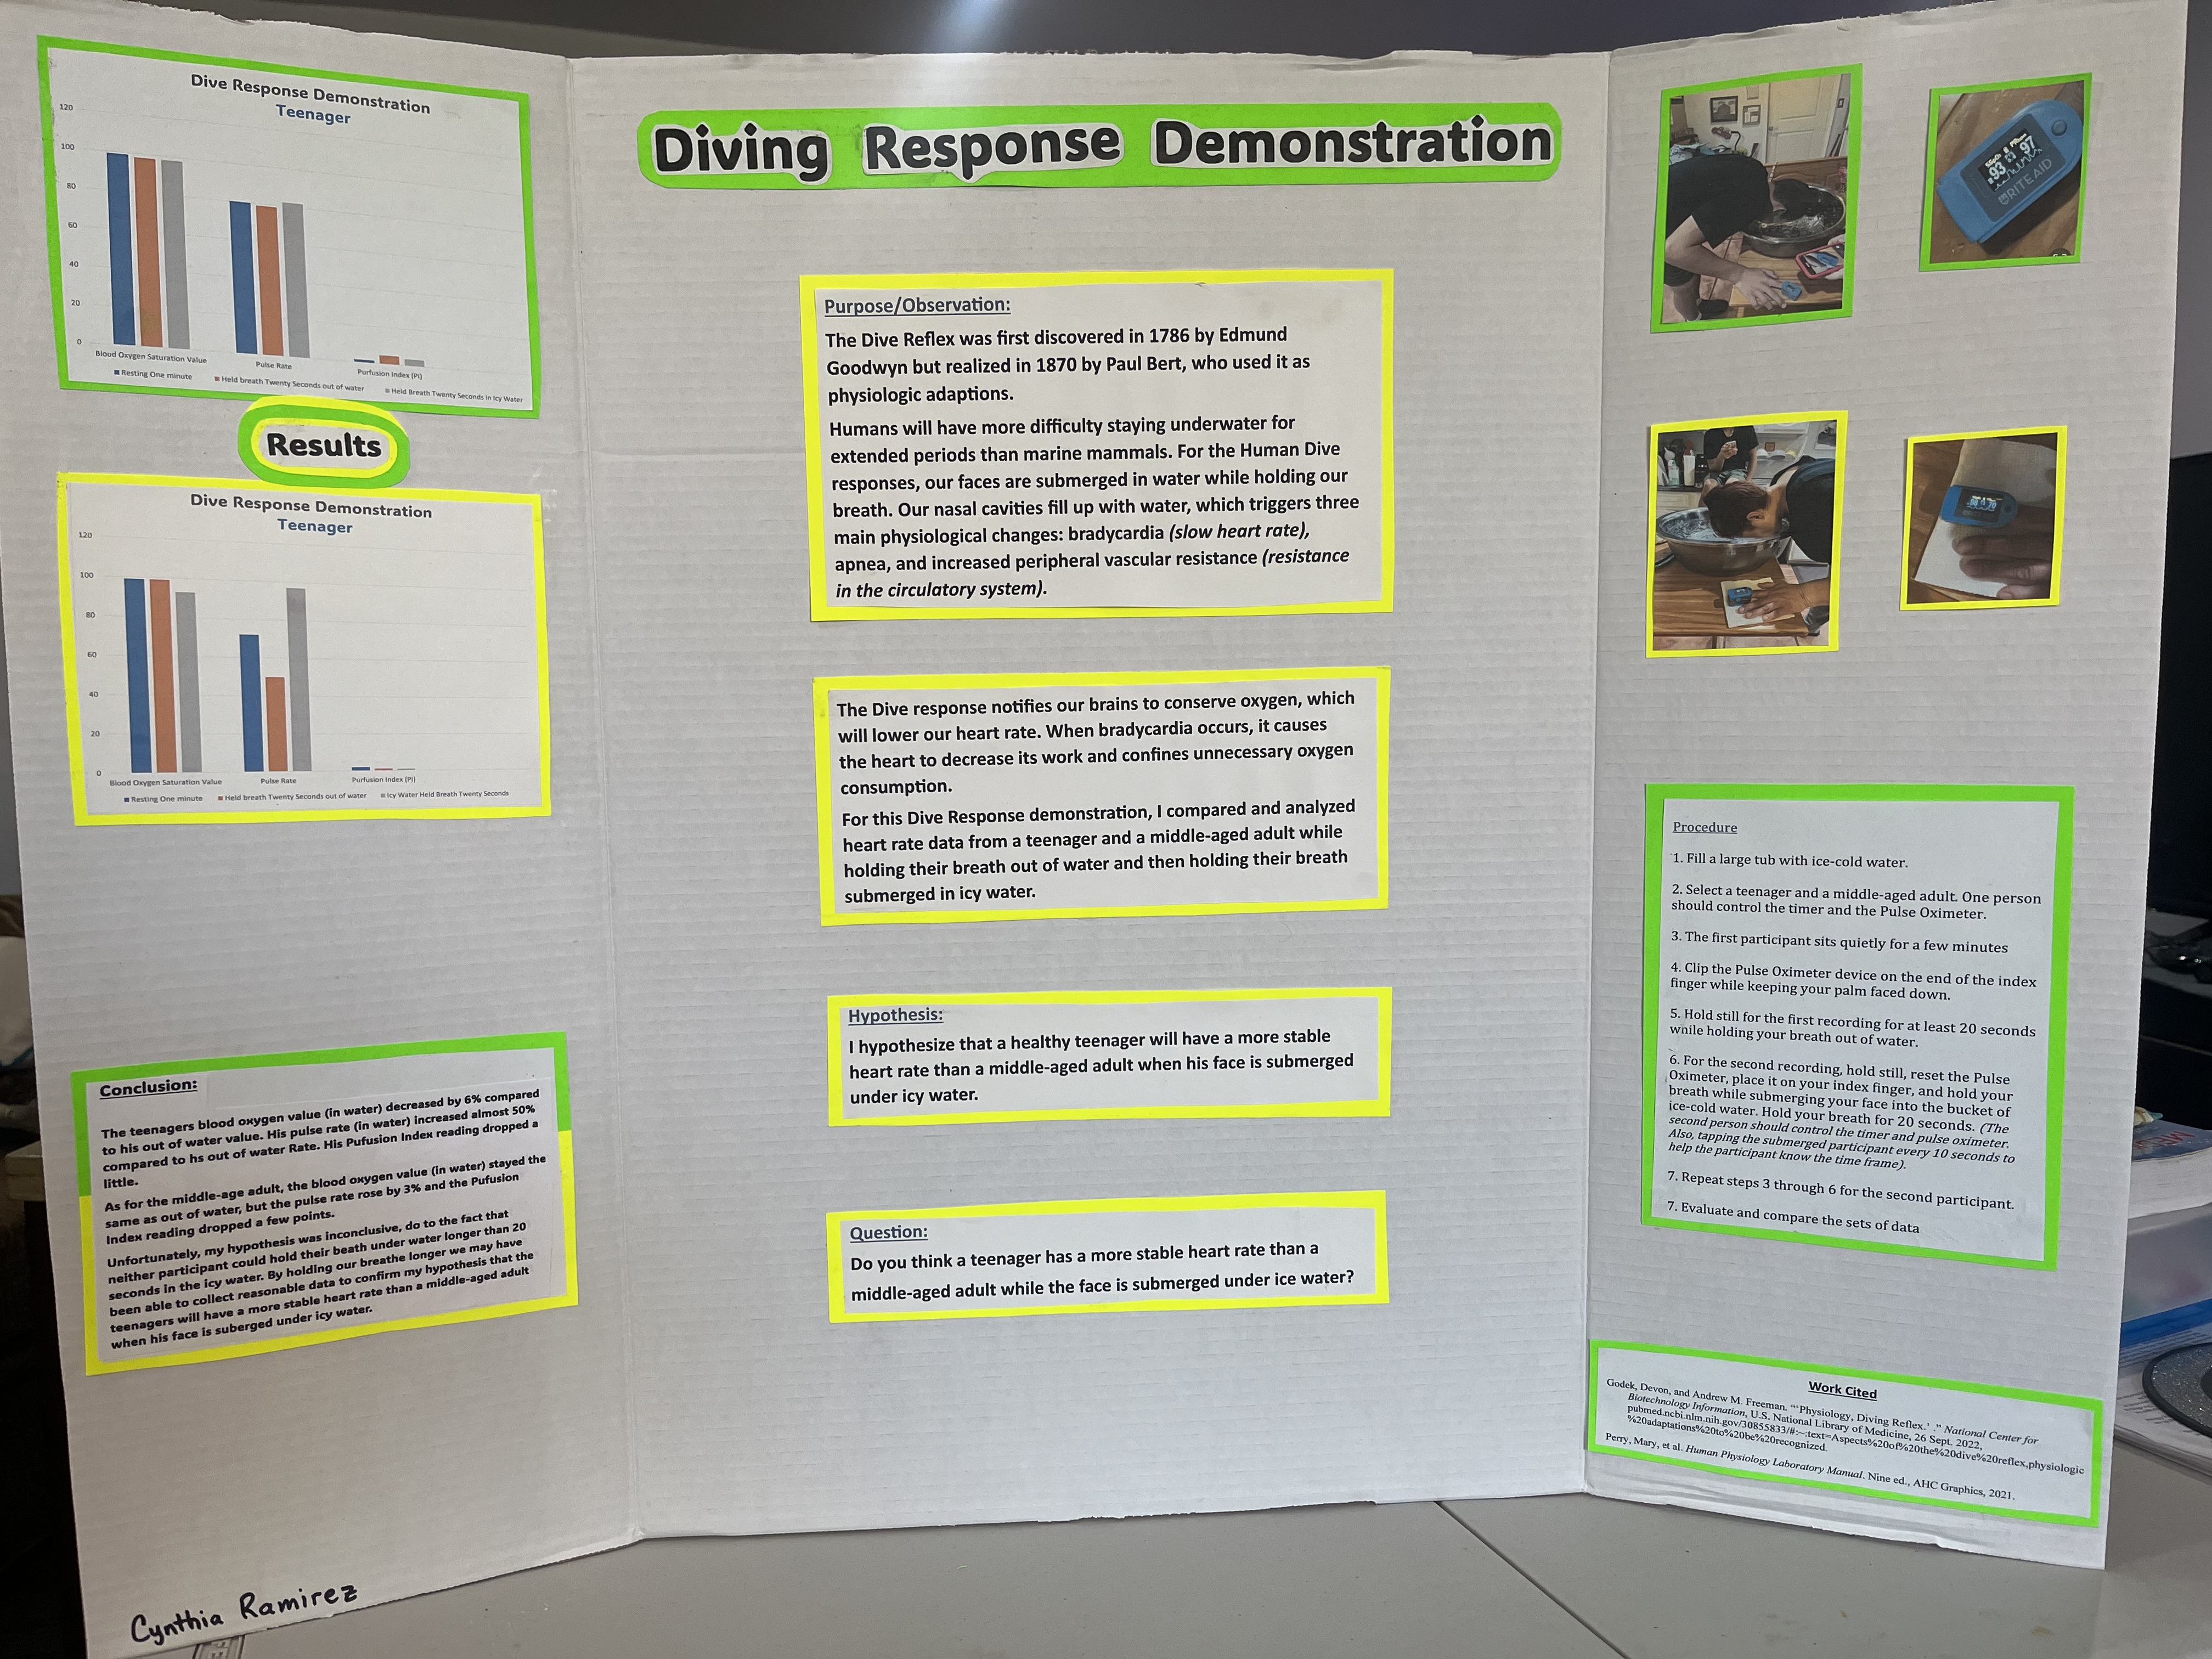 Dive Response Demonstration
Teenager
120
100
80
60
40
20
0
Blood Oxygen Saturation Value
Pulse Rate
Purfusion Index (PI)
Resting One minute
Held breath Twenty Seconds out of water
Held Breath Twenty Seconds in Icy Water
Results
Dive Response Demonstration
Teenager
120
100
80
60
40
20
0
Blood Oxygen Saturation Value
Pulse Rate
Purfusion Index (PI)
Resting One minute
Held breath Twenty Seconds out of water
Icy Water Held Breath Twenty Seconds
Conclusion:
The teenagers blood oxygen value (in water) decreased by 6% compared
to his out of water value. His pulse rate (in water) increased almost 50%
compared to hs out of water Rate. His Pufusion Index reading dropped a
little.
As for the middle-age adult, the blood oxygen value (in water) stayed the
same as out of water, but the pulse rate rose by 3% and the Pufusion
Index reading dropped a few points.
Unfortunately, my hypothesis was inconclusive, do to the fact that
neither participant could hold their beath under water longer than 20
seconds in the icy water. By holding our breathe longer we may have
been able to collect reasonable data to confirm my hypothesis that the
teenagers will have a more stable heart rate than a middle-aged adult
when his face is suberged under icy water.
Cynthia Ramirez
Diving Response Demonstration
Purpose/Observation:
The Dive Reflex was first discovered in 1786 by Edmund
Goodwyn but realized in 1870 by Paul Bert, who used it as
physiologic adaptions.
Humans will have more difficulty staying underwater for
extended periods than marine mammals. For the Human Dive
responses, our faces are submerged in water while holding our
breath. Our nasal cavities fill up with water, which triggers three
main physiological changes: bradycardia (slow heart rate),
apnea, and increased peripheral vascular resistance (resistance
in the circulatory system).
The Dive response notifies our brains to conserve oxygen, which
will lower our heart rate. When bradycardia occurs, it causes
the heart to decrease its work and confines unnecessary oxygen
consumption.
For this Dive Response demonstration, I compared and analyzed
heart rate data from a teenager and a middle-aged adult while
holding their breath out of water and then holding their breath
submerged in icy water.
Hypothesis:
I hypothesize that a healthy teenager will have a more stable
heart rate than a middle-aged adult when his face is submerged
under icy water.
Question:
Do you think a teenager has a more stable heart rate than a
middle-aged adult while the face is submerged under ice water?
93 97
RITE AID
Procedure
1. Fill a large tub with ice-cold water.
2. Select a teenager and a middle-aged adult. One person
should control the timer and the Pulse Oximeter.
3. The first participant sits quietly for a few minutes
4. Clip the Pulse Oximeter device on the end of the index
finger while keeping your palm faced down.
5. Hold still for the first recording for at least 20 seconds
while holding your breath out of water.
6. For the second recording, hold still, reset the Pulse
Oximeter, place it on your index finger, and hold your
breath while submerging your face into the bucket of
ice-cold water. Hold your breath for 20 seconds. (The
second person should control the timer and pulse oximeter.
Also, tapping the submerged participant every 10 seconds to
help the participant know the time frame).
7. Repeat steps 3 through 6 for the second participant.
7. Evaluate and compare the sets of data
Work Cited
Godek, Devon, and Andrew M. Freeman. “‘Physiology, Diving Reflex.’ .” National Center for
Biotechnology Information, U.S. National Library of Medicine, 26 Sept. 2022,
pubmed.ncbi.nlm.nih.gov/30855833/#:~:text=Aspects%20of%20the%20dive%20reflex,physiologic
%20adaptations%20to%20be%20recognized.
Perry, Mary, et al. Human Physiology Laboratory Manual. Nine ed., AHC Graphics, 2021.